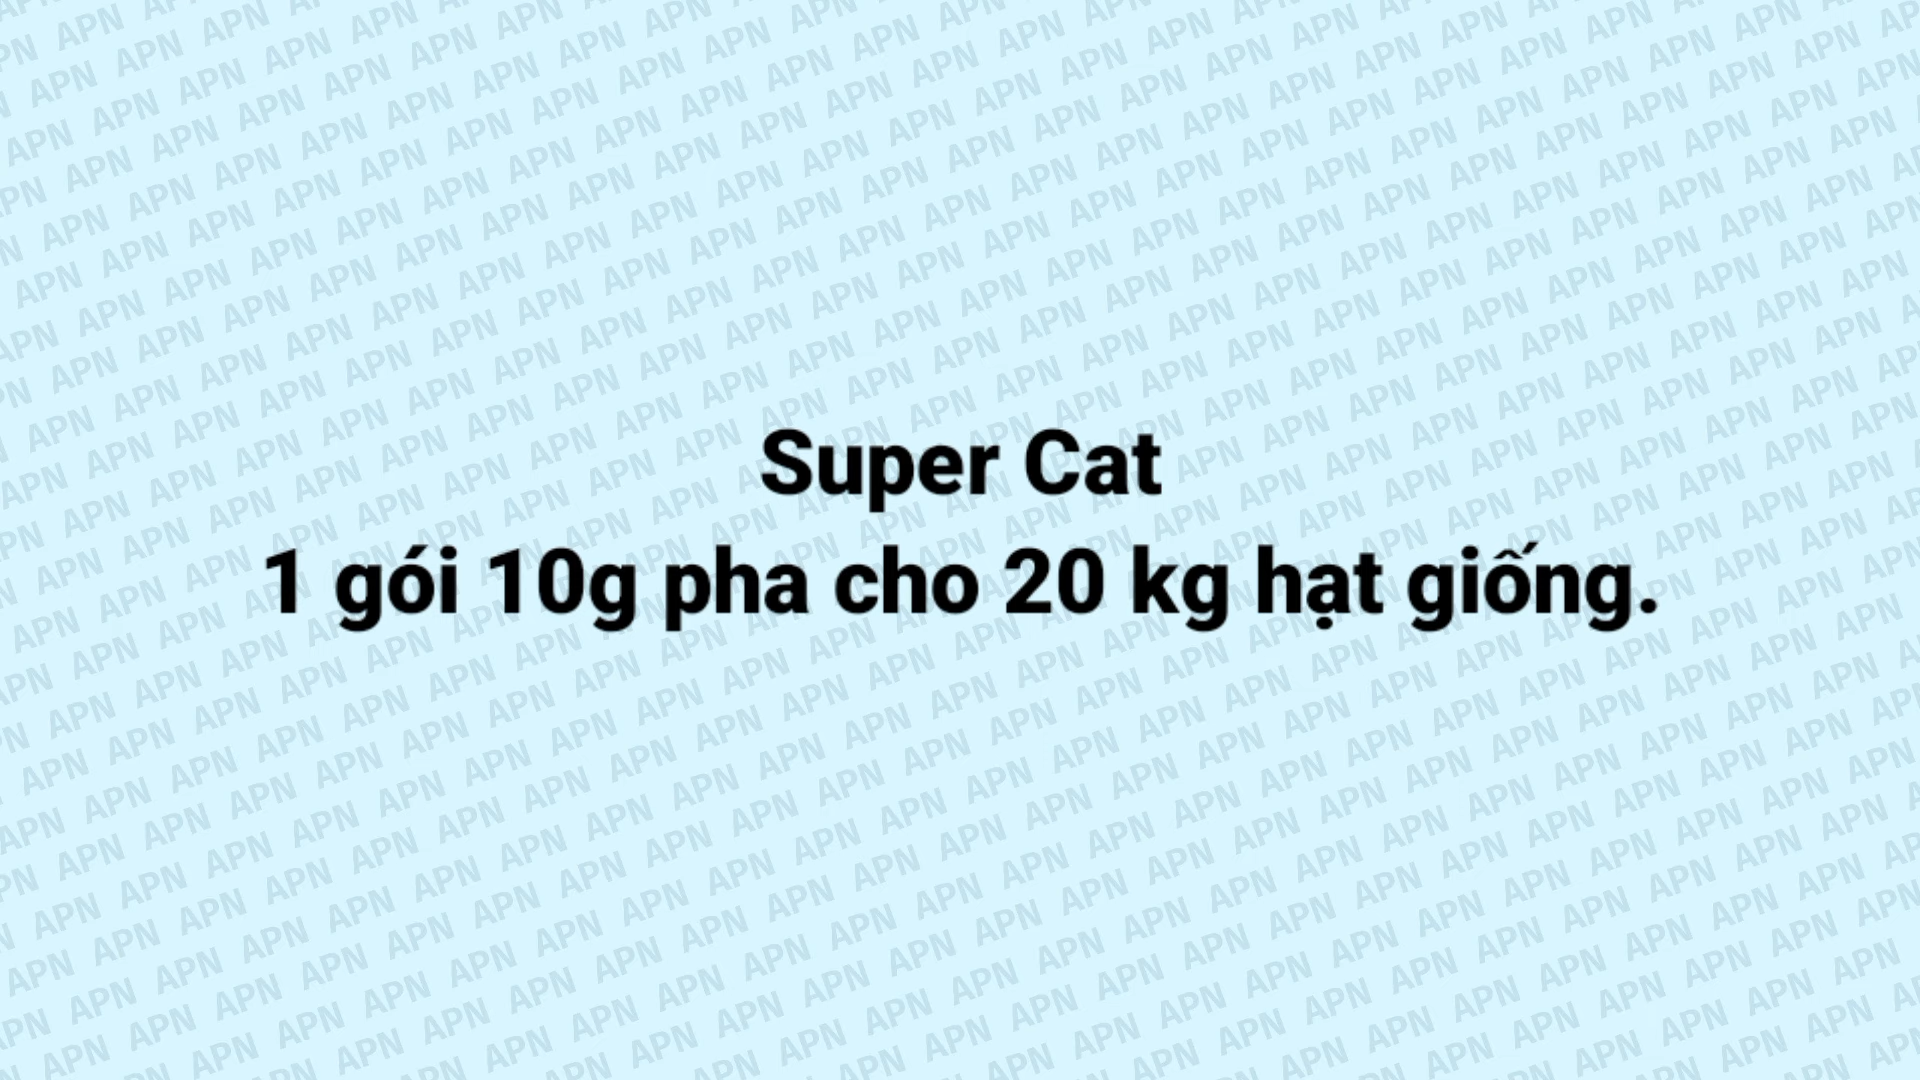 Super Cat
1 gói 10g pha cho 20 kg hạt giống.